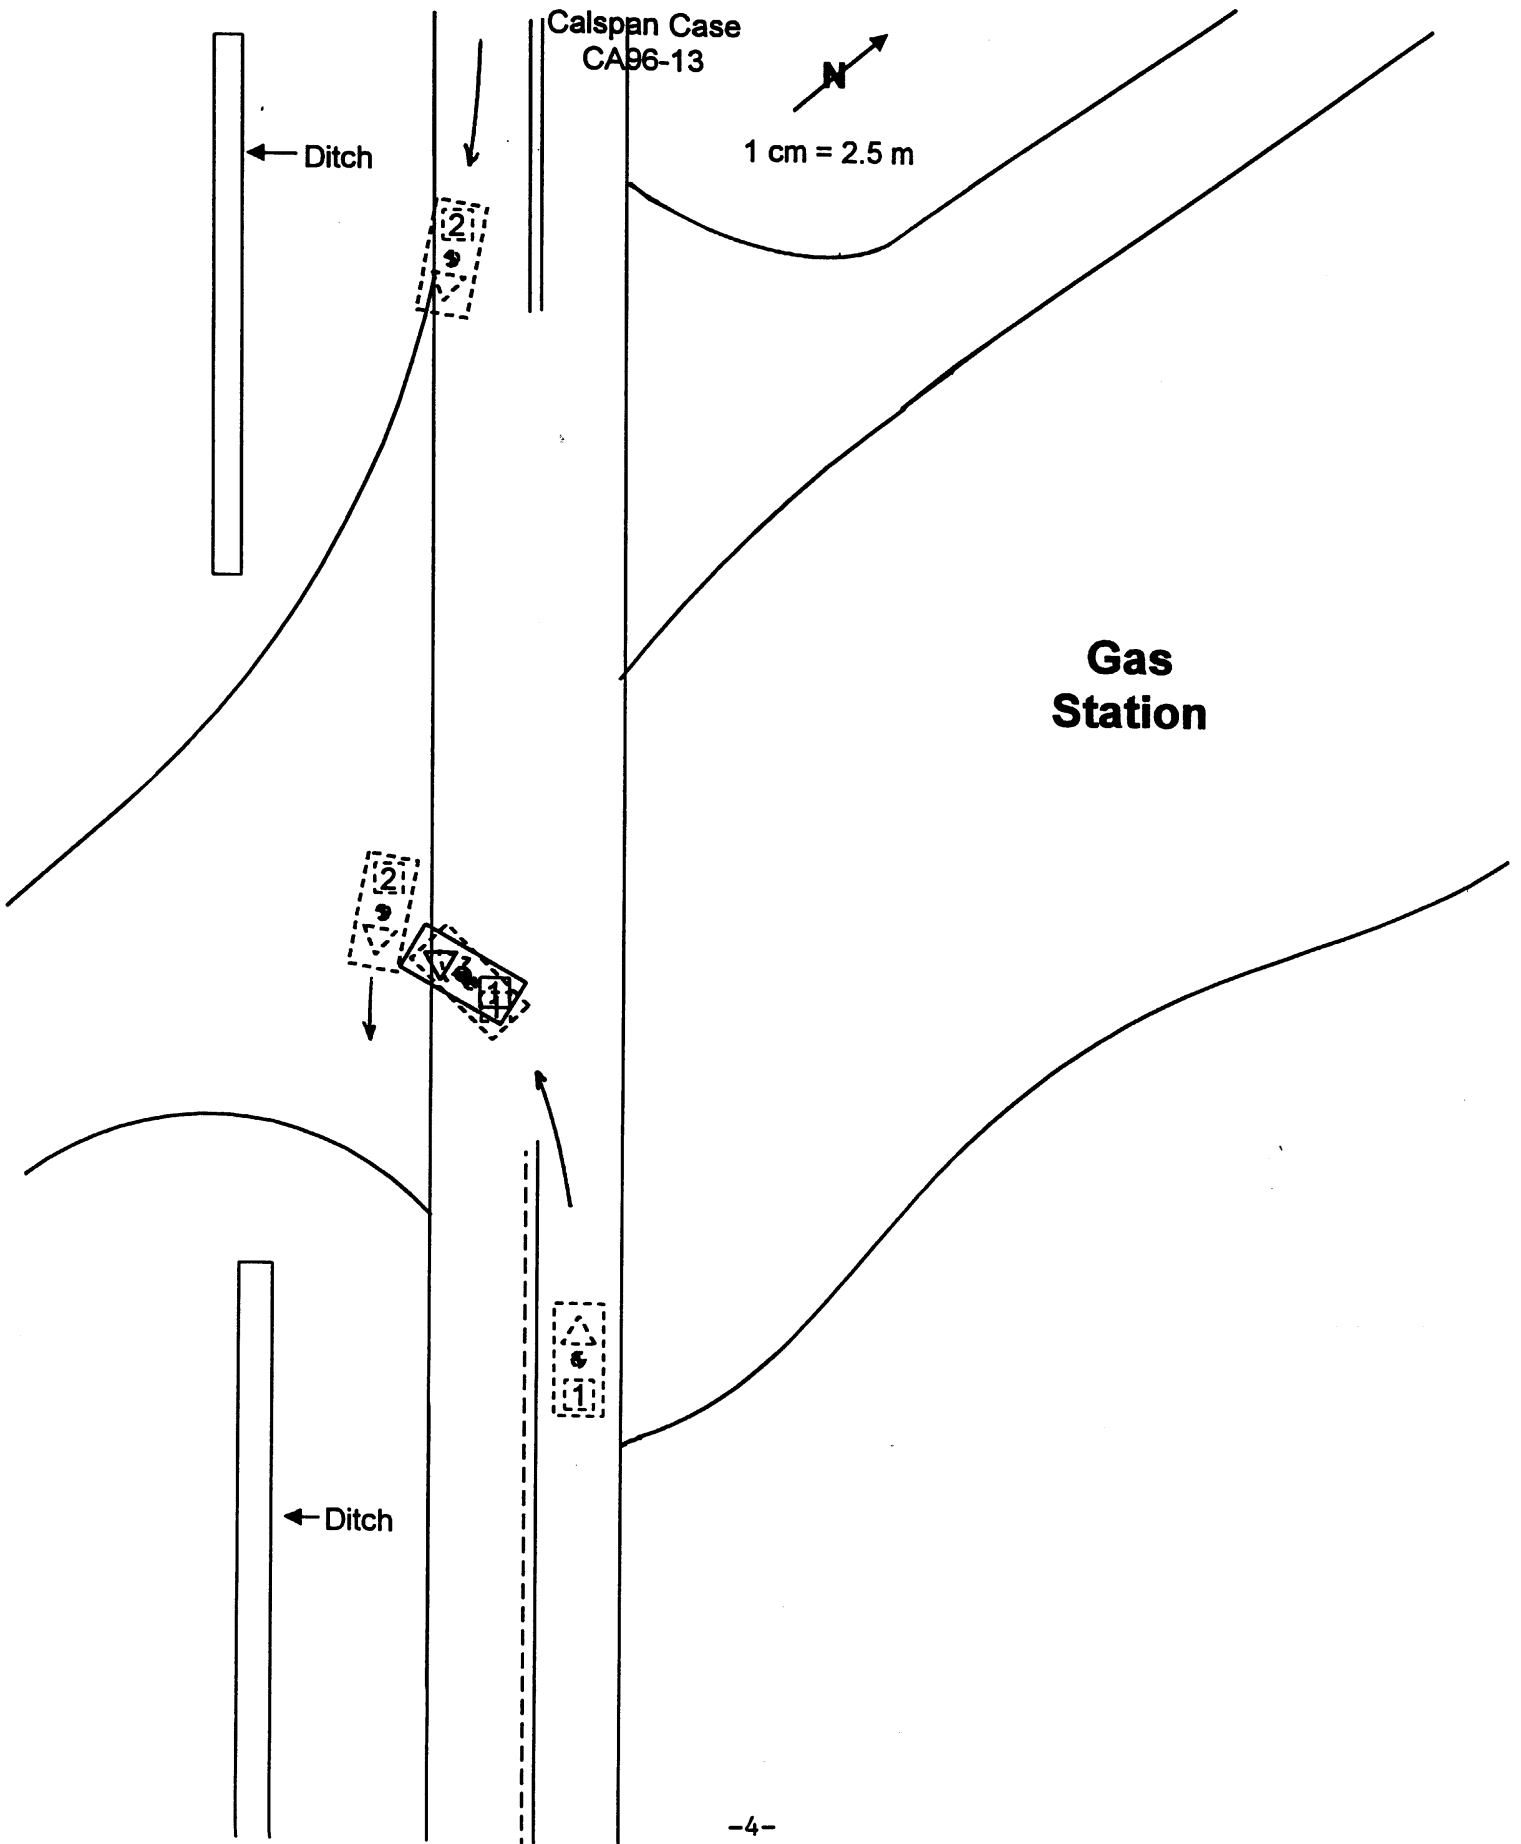 Calspan Case
CA96-13
N
1 cm = 2.5 m
Ditch
2
Gas
Station
2
1
1
Ditch
-4-